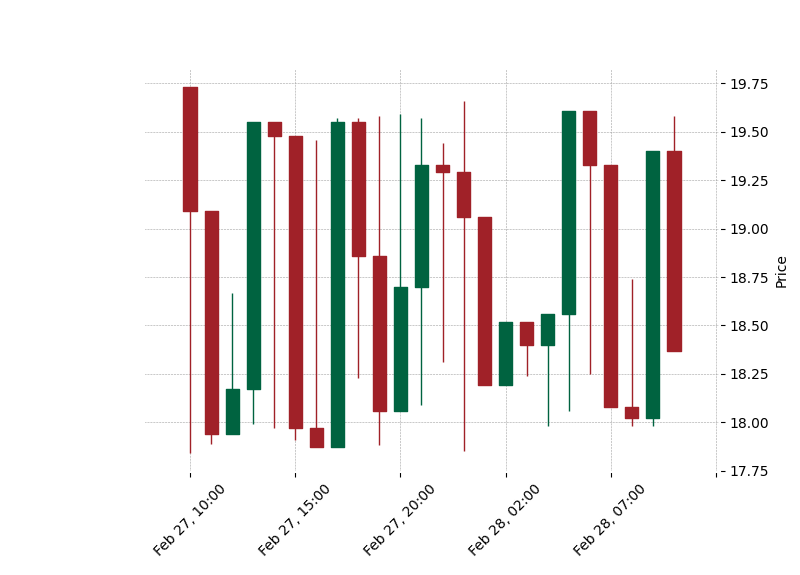 19.75
19.50
19.25
19.00
18.75
18.50
18.25
18.00
17.75
Price
Feb 27, 10:00
Feb 27, 15:00
Feb 27, 20:00
Feb 28, 02:00
Feb 28, 07:00